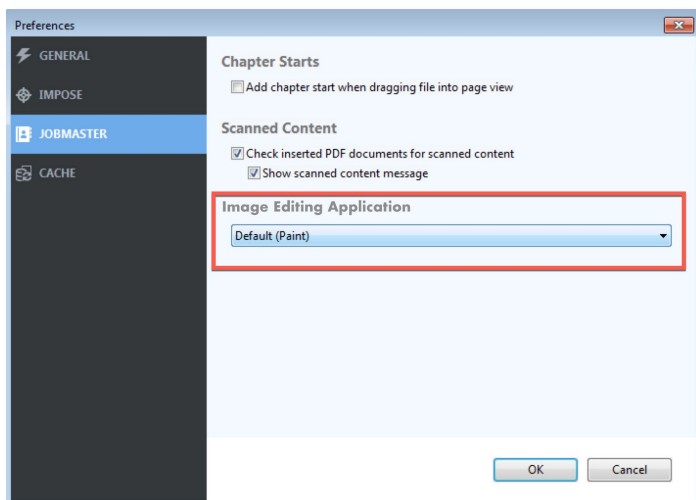 Preferences
GENERAL
IMPOSE
JOBMASTER
CACHE
Chapter Starts
Add chapter start when dragging file into page view
Scanned Content
Check inserted PDF documents for scanned content
Show scanned content message
Image Editing Application
Default (Paint)
OK
Cancel